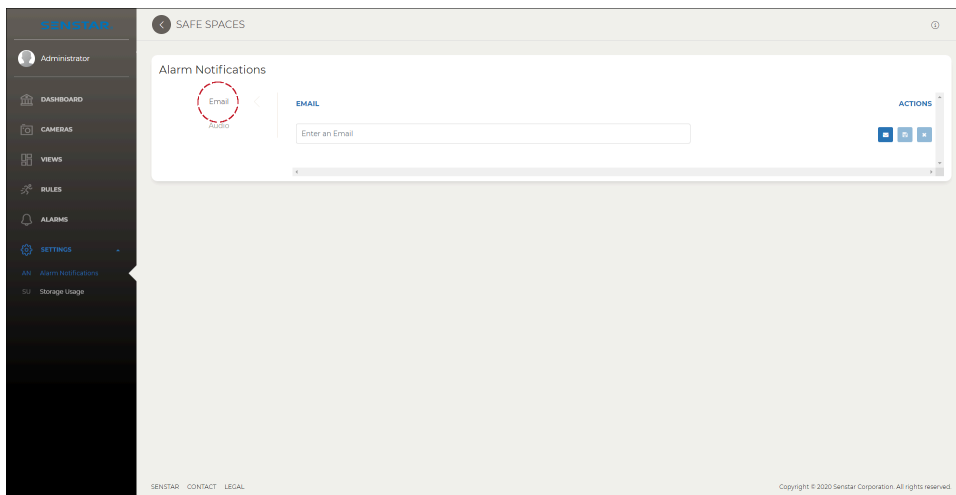 SENSTAR
SAFE SPACES
Administrator
DASHBOARD
CAMERAS
VIEWS
RULES
ALARMS
SETTINGS
AN Alarm Notifications
SU Storage Usage
Alarm Notifications
Email
Audio
EMAIL
ACTIONS
Enter an Email
SENSTAR CONTACT LEGAL
Copyright © 2020 Senstar Corporation. All rights reserved.